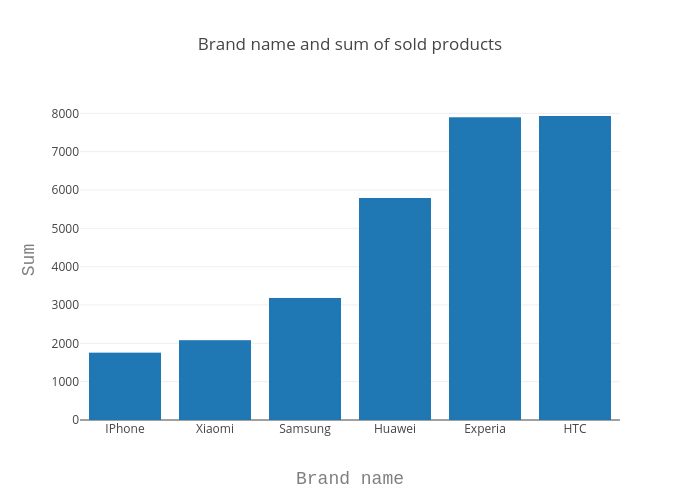 Brand name and sum of sold products
8000
7000
6000
5000
4000
3000
2000
1000
0
Sum
IPhone Xiaomi Samsung Huawei Experia HTC
Brand name